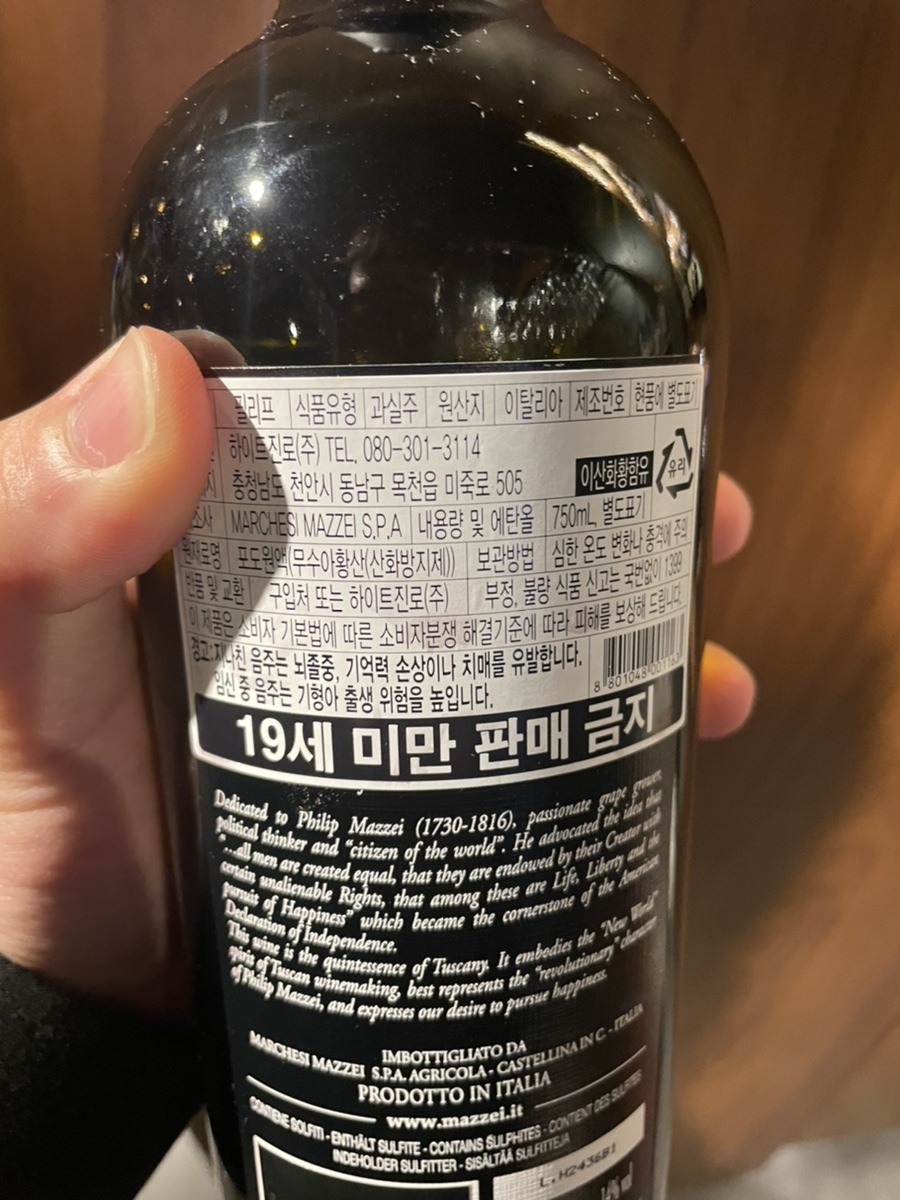 필리프 식품유형 과실주 원산지 이탈리아 제조번호 현품에 별도표기
하이트진로(주) TEL. 080-301-3114
충청남도 천안시 동남구 목천읍 미죽로 505 이산화황함유 유리
MARCHESI MAZZEI S.P.A 내용량 및 에탄올 750mL, 별도표기
원재료명 포도원액(무수아황산(산화방지제)) 보관방법 심한 온도 변화나 충격에 주의
반품 및 교환 구입처 또는 하이트진로(주) 부정, 불량 식품 신고는 국번없이 1399
이 제품은 소비자 기본법에 따른 소비자분쟁 해결기준에 따라 피해를 보상해 드립니다.
경고: 지나친 음주는 뇌졸중, 기억력 손상이나 치매를 유발합니다.
임신 중 음주는 기형아 출생 위험을 높입니다.
19세 미만 판매 금지
Dedicated to Philip Mazzei (1730-1816), passionate grape grower,
political thinker and “citizen of the world”. He advocated the idea that
“...all men are created equal, that they are endowed by their Creator with
certain unalienable Rights, that among these are Life, Liberty and the
pursuit of Happiness” which became the cornerstone of the American
Declaration of Independence.
This wine is the quintessence of Tuscany. It embodies the “New World”
spirit of Tuscan winemaking, best represents the “revolutionary” character
of Philip Mazzei, and expresses our desire to pursue happiness.
IMBOTTIGLIATO DA
MARCHESI MAZZEI S.P.A. AGRICOLA - CASTELLINA IN C. - ITALIA
PRODOTTO IN ITALIA
www.mazzei.it
CONTIENE SOLFITI - ENTHÄLT SULFITE - CONTAINS SULPHITES - CONTIENT DES SULFITES
INDEHOLDER SULFITTER - SISÄLTÄÄ SULFIITTEJA
L.H2436B1
14% vol